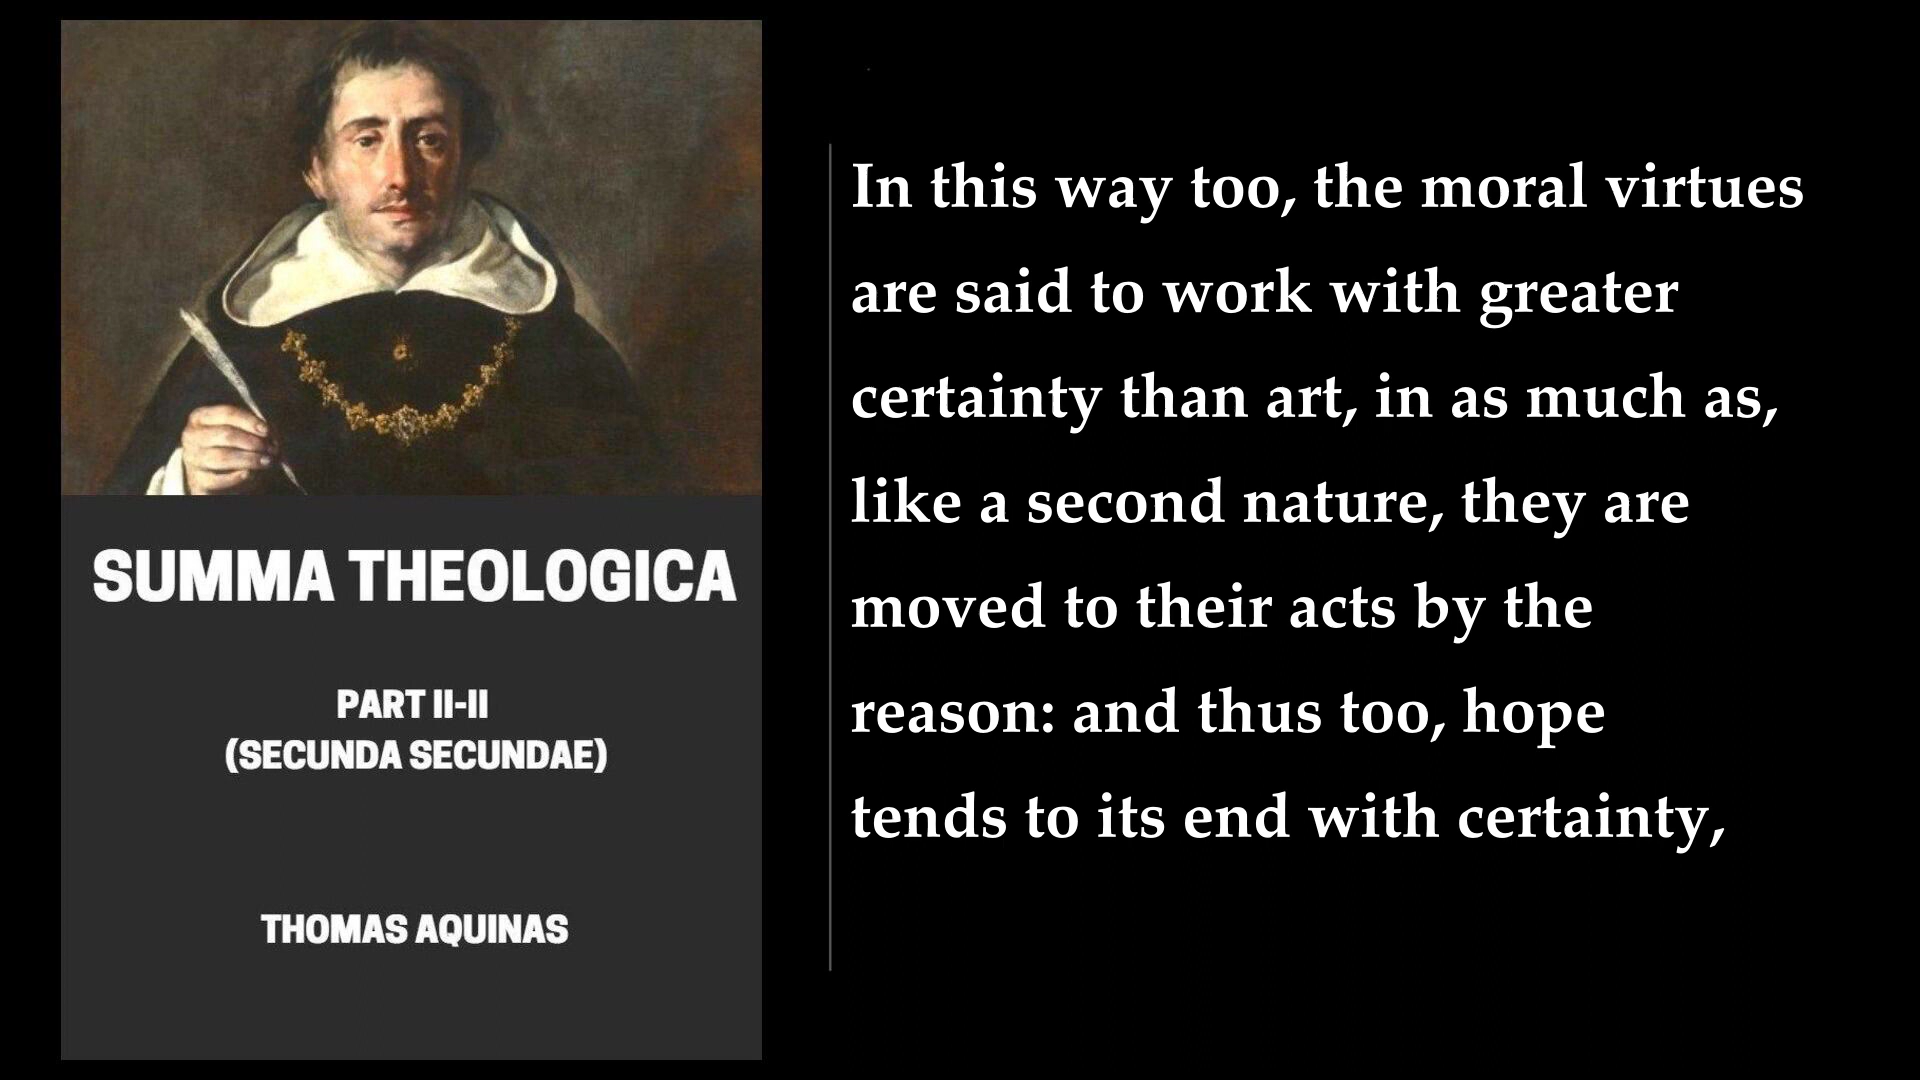 SUMMA THEOLOGICA
PART II-II
(SECUNDA SECUNDAE)
THOMAS AQUINAS
In this way too, the moral virtues
are said to work with greater
certainty than art, in as much as,
like a second nature, they are
moved to their acts by the
reason: and thus too, hope
tends to its end with certainty,